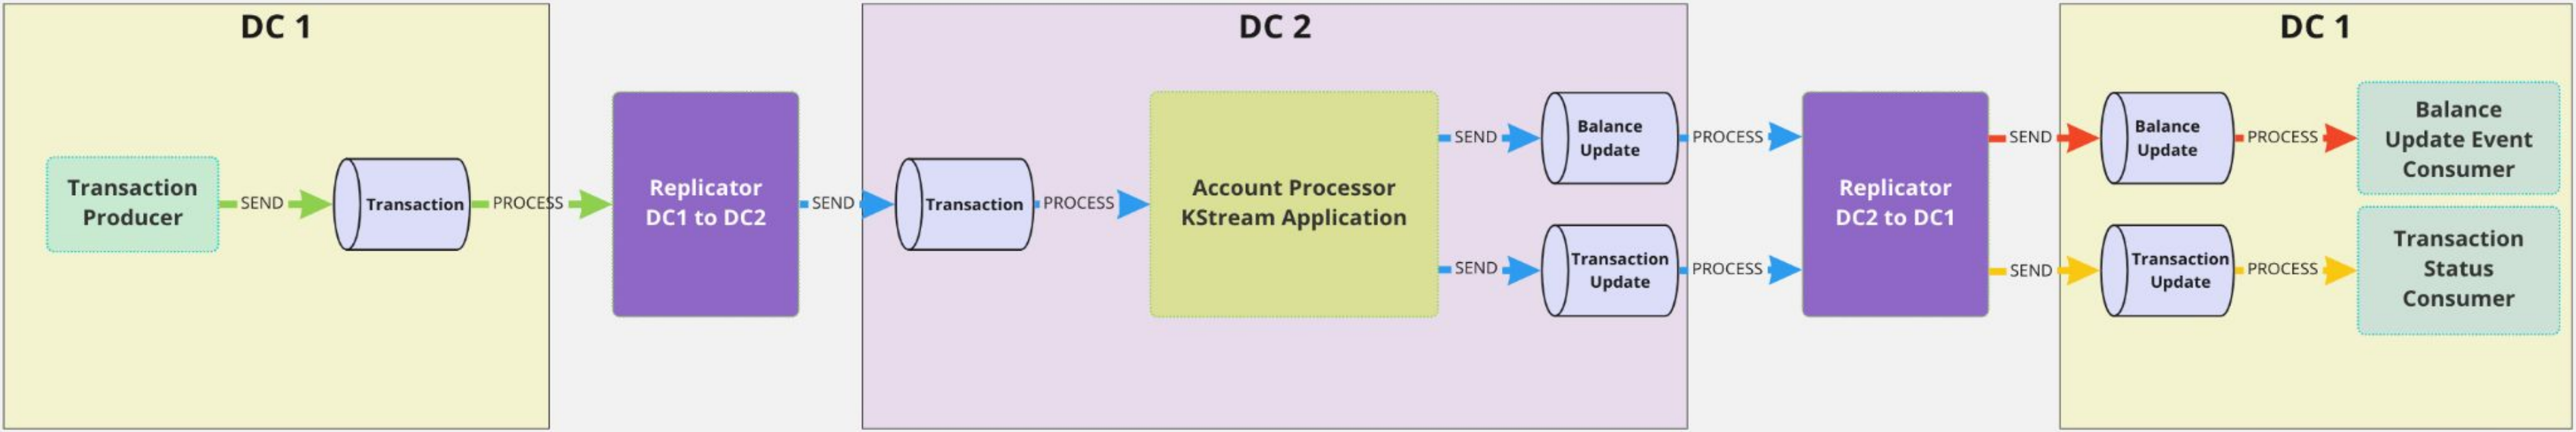 DC 1
Transaction
Producer
SEND
Transaction
PROCESS
Replicator
DC1 to DC2
SEND
DC 2
Transaction
PROCESS
Account Processor
KStream Application
SEND
Balance
Update
PROCESS
SEND
Transaction
Update
PROCESS
Replicator
DC2 to DC1
SEND
SEND
DC 1
Balance
Update
PROCESS
Balance
Update Event
Consumer
Transaction
Update
PROCESS
Transaction
Status
Consumer